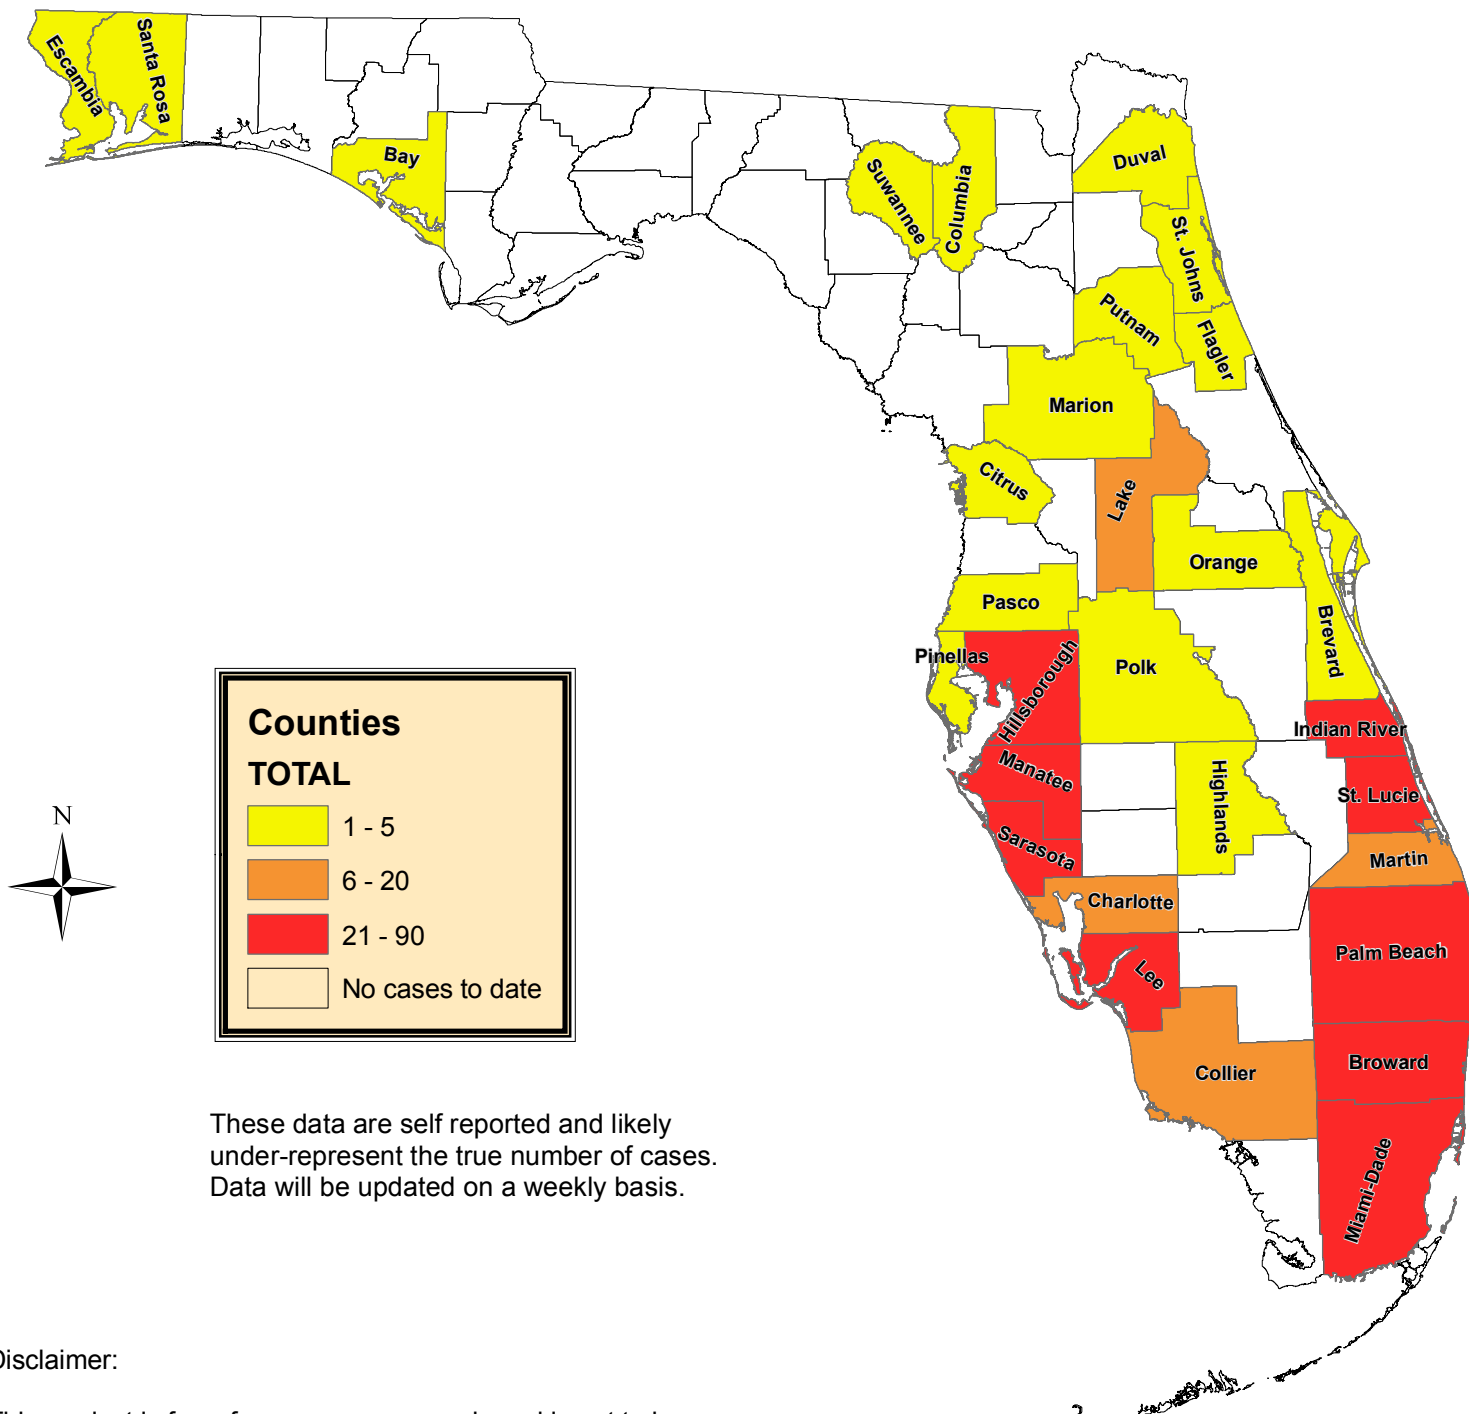 Escambia
Santa Rosa
Bay
Suwannee
Columbia
Duval
St. Johns
Putnam
Flagler
Marion
Citrus
Lake
Orange
Pasco
Brevard
Pinellas
Hillsborough
Polk
Indian River
Manatee
Highlands
St. Lucie
Sarasota
Martin
Charlotte
Palm Beach
Lee
Broward
Collier
Miami-Dade
Counties
TOTAL
1 - 5
6 - 20
21 - 90
No cases to date
N
These data are self reported and likely
under-represent the true number of cases.
Data will be updated on a weekly basis.
Disclaimer: